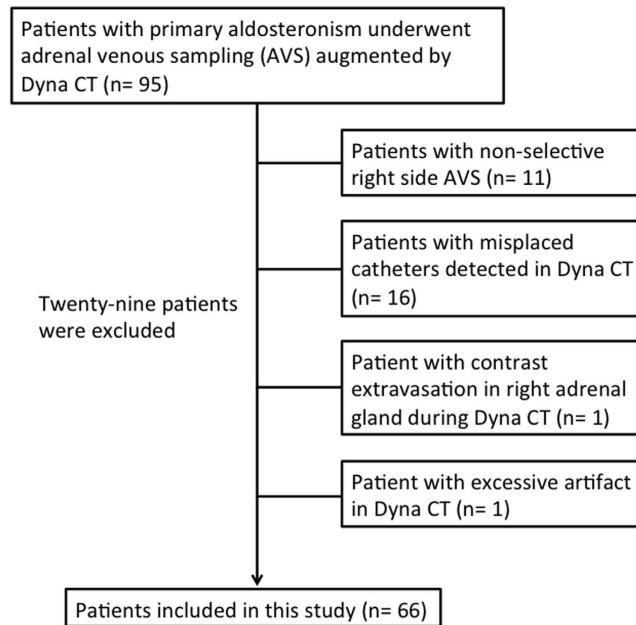 Patients with primary aldosteronism underwent
adrenal venous sampling (AVS) augmented by
Dyna CT (n= 95)
Patients with non-selective
right side AVS (n= 11)
Patients with misplaced
catheters detected in Dyna CT
(n= 16)
Twenty-nine patients
were excluded
Patient with contrast
extravasation in right adrenal
gland during Dyna CT (n= 1)
Patient with excessive artifact
in Dyna CT (n= 1)
Patients included in this study (n= 66)